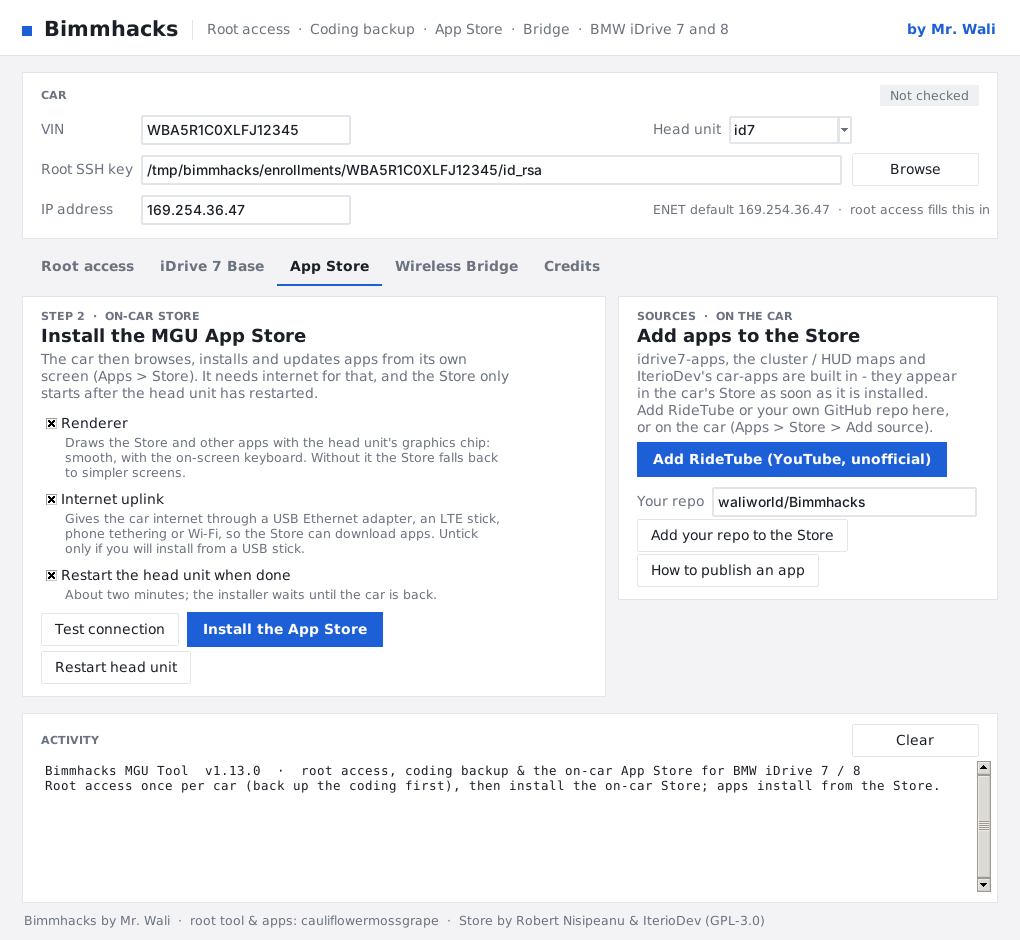 Bimmhacks
Root access · Coding backup · App Store · Bridge · BMW iDrive 7 and 8
by Mr. Wali
CAR
Not checked
VIN
WBA5R1C0XLFJ12345
Head unit
id7
Root SSH key
/tmp/bimmhacks/enrollments/WBA5R1C0XLFJ12345/id_rsa
Browse
IP address
169.254.36.47
ENET default 169.254.36.47 · root access fills this in
Root access
iDrive 7 Base
App Store
Wireless Bridge
Credits
STEP 2 · ON-CAR STORE
Install the MGU App Store
The car then browses, installs and updates apps from its own
screen (Apps > Store). It needs internet for that, and the Store only
starts after the head unit has restarted.
Renderer
Draws the Store and other apps with the head unit's graphics chip:
smooth, with the on-screen keyboard. Without it the Store falls back
to simpler screens.
Internet uplink
Gives the car internet through a USB Ethernet adapter, an LTE stick,
phone tethering or Wi-Fi, so the Store can download apps. Untick
only if you will install from a USB stick.
Restart the head unit when done
About two minutes; the installer waits until the car is back.
Test connection
Install the App Store
Restart head unit
SOURCES · ON THE CAR
Add apps to the Store
idrive7-apps, the cluster / HUD maps and
IterioDev's car-apps are built in - they appear
in the car's Store as soon as it is installed.
Add RideTube or your own GitHub repo here,
or on the car (Apps > Store > Add source).
Add RideTube (YouTube, unofficial)
Your repo
waliworld/Bimmhacks
Add your repo to the Store
How to publish an app
ACTIVITY
Clear
Bimmhacks MGU Tool v1.13.0 · root access, coding backup & the on-car App Store for BMW iDrive 7 / 8
Root access once per car (back up the coding first), then install the on-car Store; apps install from the Store.
Bimmhacks by Mr. Wali · root tool & apps: cauliflowermossgrape · Store by Robert Nisipeanu & IterioDev (GPL-3.0)